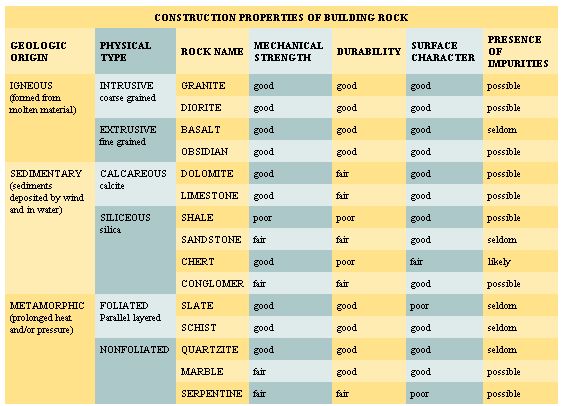 CONSTRUCTION PROPERTIES OF BUILDING ROCK
GEOLOGIC ORIGIN PHYSICAL TYPE ROCK NAME MECHANICAL STRENGTH DURABILITY SURFACE CHARACTER PRESENCE OF IMPURITIES
IGNEOUS INTRUSIVE GRANITE good good good possible
(formed from coarse grained
molten material) DIORITE good good good possible
EXTRUSIVE BASALT good good good seldom
fine grained
OBSIDIAN good good good possible
SEDIMENTARY CALCAREOUS DOLOMITE good fair good possible
(sediments calcite
deposited by wind LIMESTONE good fair good possible
and in water)
SILICEOUS SHALE poor poor good possible
silica
SANDSTONE fair fair good seldom
CHERT good poor fair likely
CONGLOMER fair fair good possible
METAMORPHIC FOLIATED SLATE good good poor seldom
(prolonged heat Parallel layered
and/or pressure) SCHIST good good good seldom
NONFOLIATED QUARTZITE good good good seldom
MARBLE fair good good possible
SERPENTINE fair fair poor possible